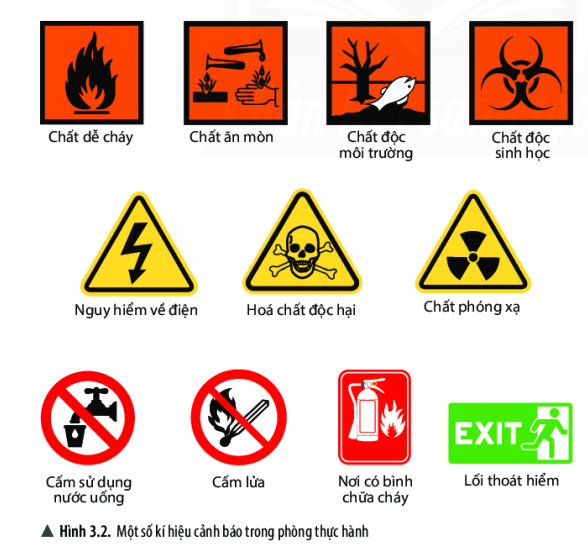 Chất dễ cháy
Chất ăn mòn
Chất độc
môi trường
Chất độc
sinh học
Nguy hiểm về điện
Hoá chất độc hại
Chất phóng xạ
Cấm sử dụng
nước uống
Cấm lửa
Nơi có bình
chữa cháy
EXIT
Lối thoát hiểm
▲ Hình 3.2. Một số kí hiệu cảnh báo trong phòng thực hành